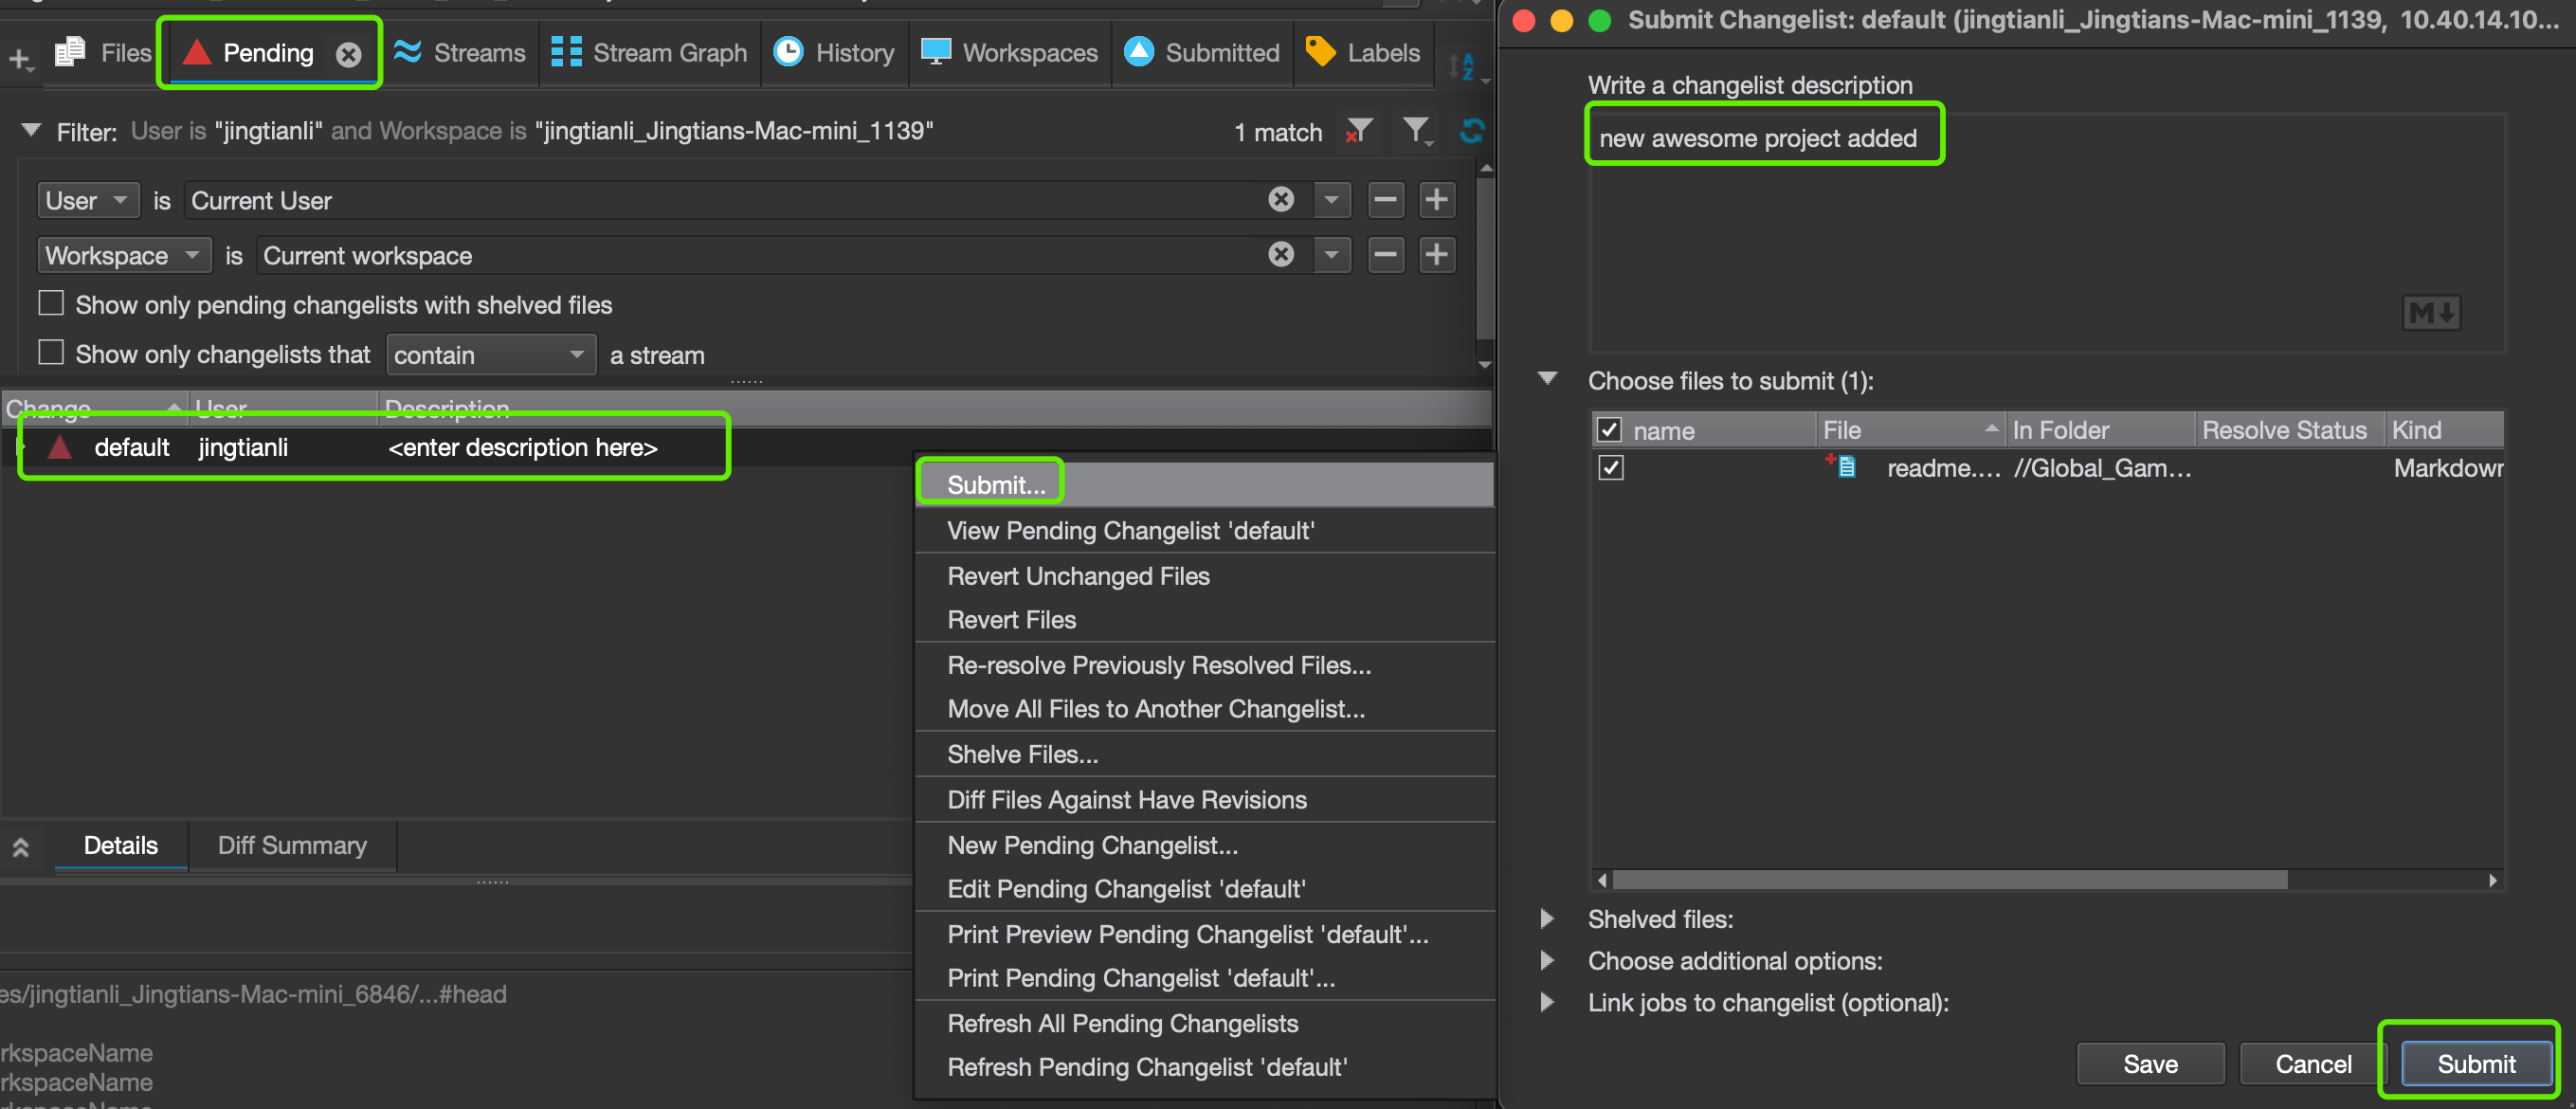 Files
Pending
Streams
Stream Graph
History
Workspaces
Submitted
Labels
Filter: User is "jingtianli" and Workspace is "jingtianli_Jingtians-Mac-mini_1139"
1 match
User is Current User
Workspace is Current workspace
Show only pending changelists with shelved files
Show only changelists that contain a stream
Change User Description
default jingtianli <enter description here>
Submit...
View Pending Changelist 'default'
Revert Unchanged Files
Revert Files
Re-resolve Previously Resolved Files...
Move All Files to Another Changelist...
Shelve Files...
Diff Files Against Have Revisions
New Pending Changelist...
Edit Pending Changelist 'default'
Print Preview Pending Changelist 'default'...
Print Pending Changelist 'default'...
Refresh All Pending Changelists
Refresh Pending Changelist 'default'
Details
Diff Summary
es/jingtianli_Jingtians-Mac-mini_6846/...#head
rkspaceName
rkspaceName
Submit Changelist: default (jingtianli_Jingtians-Mac-mini_1139, 10.40.14.10...
Write a changelist description
new awesome project added
M
Choose files to submit (1):
name File In Folder Resolve Status Kind
readme.... //Global_Gam... Markdown
Shelved files:
Choose additional options:
Link jobs to changelist (optional):
Save
Cancel
Submit